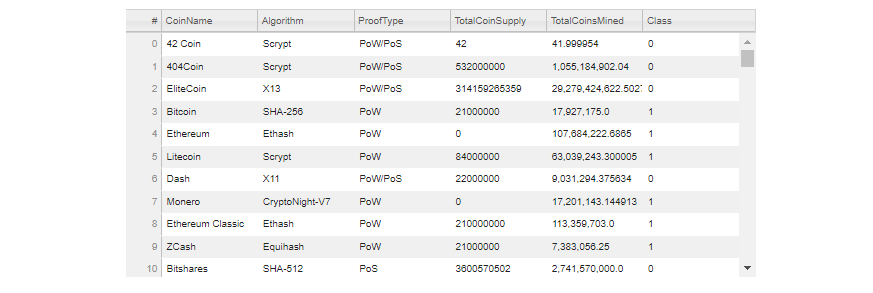 # CoinName Algorithm ProofType TotalCoinSupply TotalCoinsMined Class
0 42 Coin Scrypt PoW/PoS 42 41.999954 0
1 404Coin Scrypt PoW/PoS 532000000 1,055,184,902.04 0
2 EliteCoin X13 PoW/PoS 314159265359 29,279,424,622.502 0
3 Bitcoin SHA-256 PoW 21000000 17,927,175.0 1
4 Ethereum Ethash PoW 0 107,684,222.6865 1
5 Litecoin Scrypt PoW 84000000 63,039,243.300005 1
6 Dash X11 PoW/PoS 22000000 9,031,294.375634 0
7 Monero CryptoNight-V7 PoW 0 17,201,143.144913 1
8 Ethereum Classic Ethash PoW 210000000 113,359,703.0 1
9 ZCash Equihash PoW 21000000 7,383,056.25 1
10 Bitshares SHA-512 PoS 3600570502 2,741,570,000.0 0